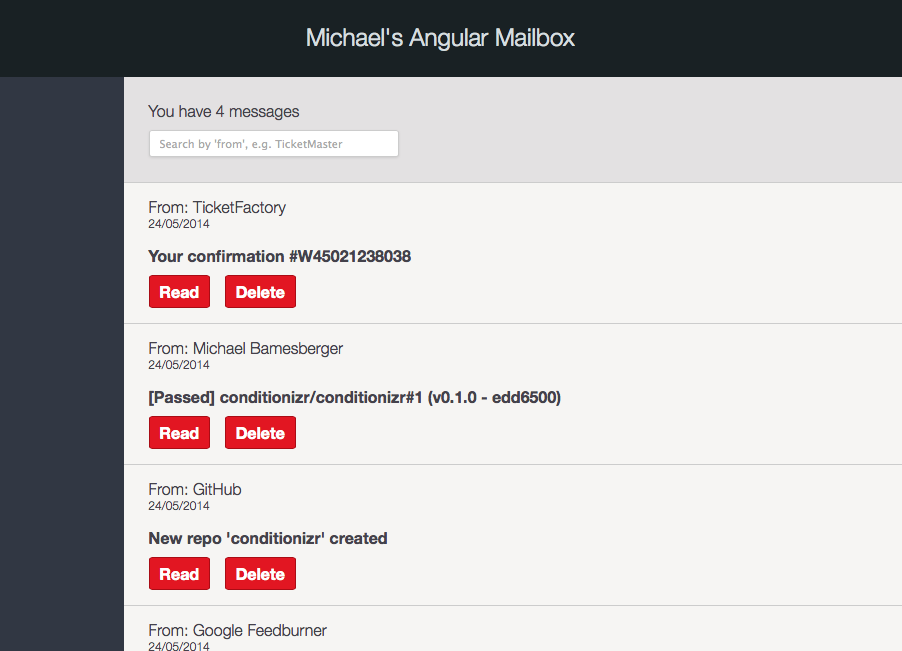 Michael's Angular Mailbox
You have 4 messages
Search by 'from', e.g. TicketMaster
From: TicketFactory
24/05/2014
Your confirmation #W45021238038
Read Delete
From: Michael Bamesberger
24/05/2014
[Passed] conditionizr/conditionizr#1 (v0.1.0 - edd6500)
Read Delete
From: GitHub
24/05/2014
New repo 'conditionizr' created
Read Delete
From: Google Feedburner
24/05/2014